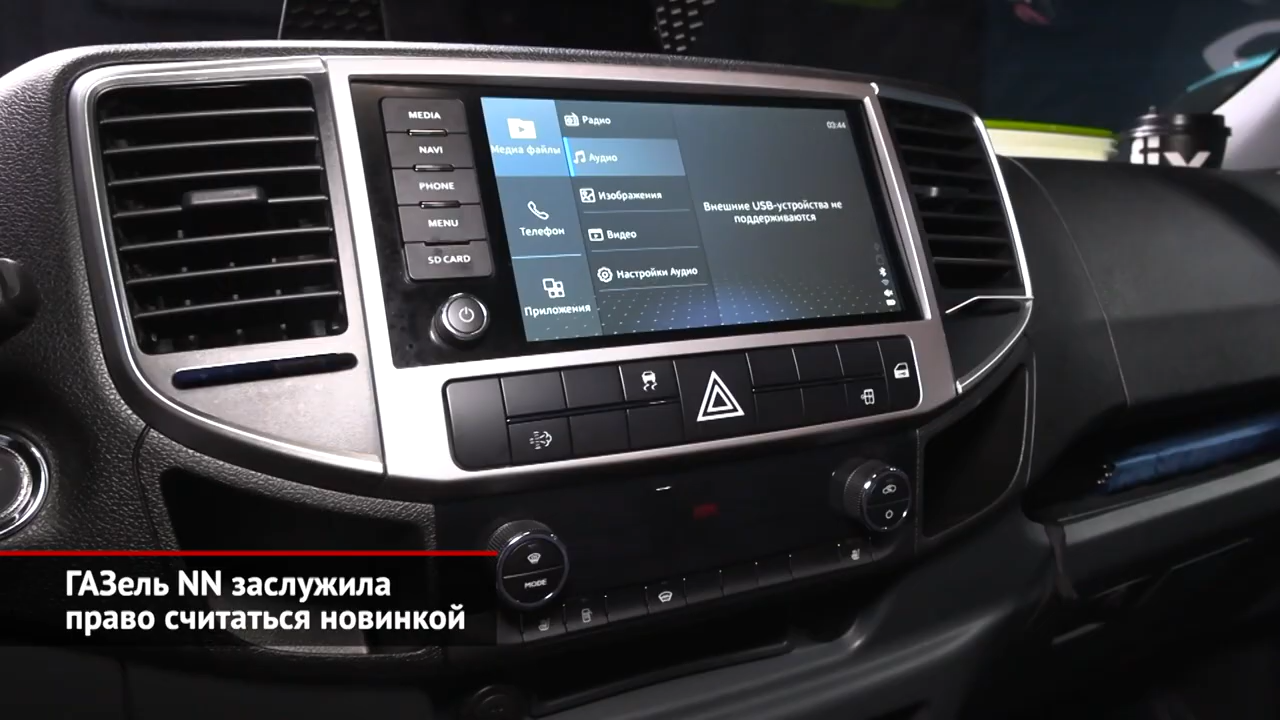 MEDIA
NAVI
PHONE
MENU
SD CARD
Медиа файлы
Телефон
Приложения
Радио
Аудио
Изображения
Видео
Настройки Аудио
03:44
Внешние USB-устройства не
поддерживаются
MODE
fix
ГАЗель NN заслужила
право считаться новинкой